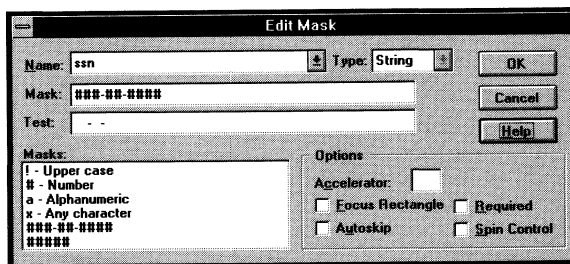 Edit Mask
Name: ssn Type: String OK
Mask: ###-##-#### Cancel
Test: - - Help
Masks: Options
! - Upper case
# - Number
a - Alphanumeric
x - Any character
###-##-####
#####
Accelerator:
Focus Rectangle Required
Autoskip Spin Control